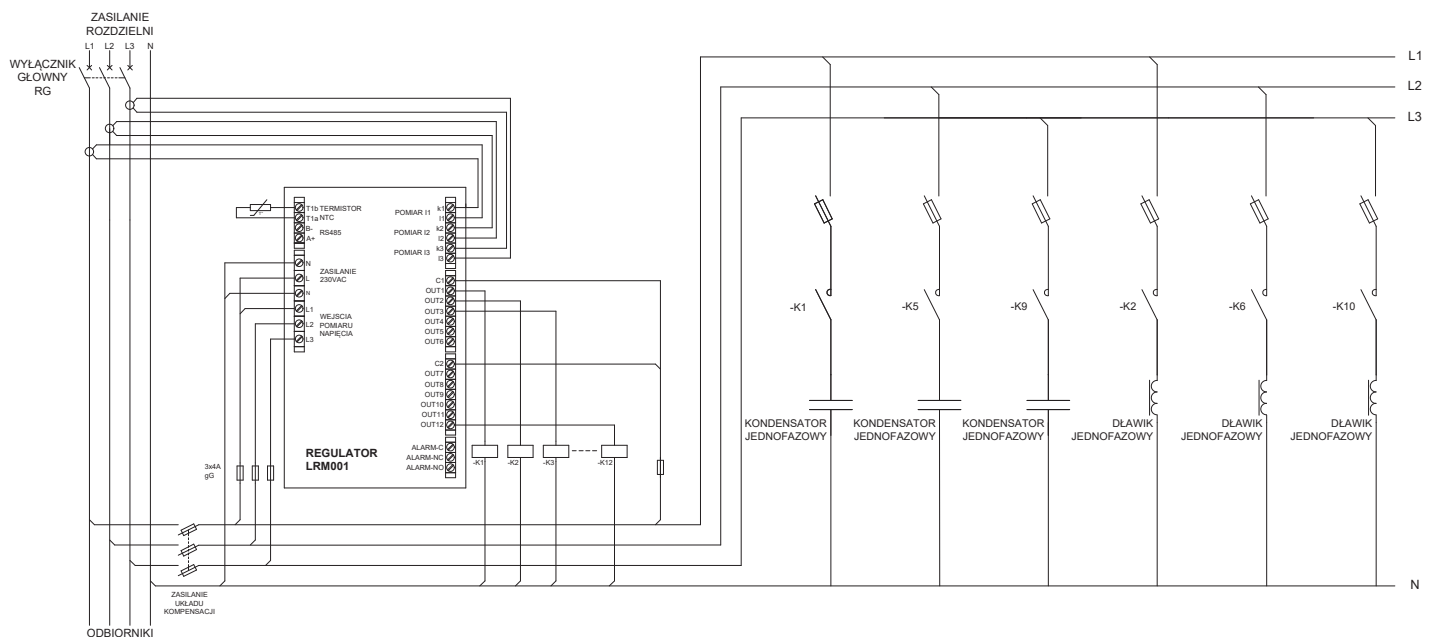 ZASILANIE
ROZDZIELNI
L1 L2 L3 N
WYŁĄCZNIK
GŁOWNY
RG
L1
L2
L3
T1b TERMISTOR
T1a NTC
B- RS485
A+
N
L
ZASILANIE
230VAC
N
L1
L2
L3
WEJSCIA
POMIARU
NAPIĘCIA
POMIAR I1
k1
l1
POMIAR I2
k2
l2
POMIAR I3
k3
l3
C1
OUT1
OUT2
OUT3
OUT4
OUT5
OUT6
C2
OUT7
OUT8
OUT9
OUT10
OUT11
OUT12
ALARM-C
ALARM-NC
ALARM-NO
REGULATOR
LRM001
3x4A
gG
-K1
-K2
-K3
-K12
-K1
-K5
-K9
-K2
-K6
-K10
KONDENSATOR
JEDNOFAZOWY
KONDENSATOR
JEDNOFAZOWY
KONDENSATOR
JEDNOFAZOWY
DŁAWIK
JEDNOFAZOWY
DŁAWIK
JEDNOFAZOWY
DŁAWIK
JEDNOFAZOWY
N
ZASILANIE
UKŁADU
KOMPENSACJI
ODBIORNIKI